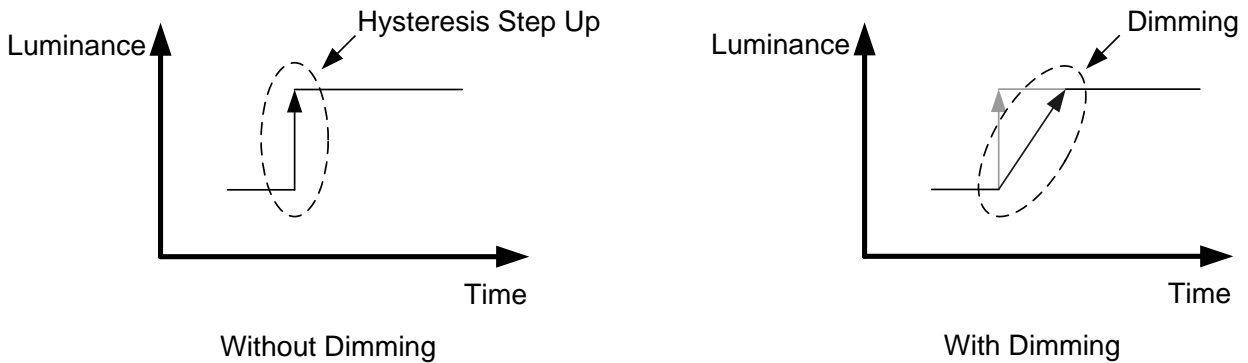 Hysteresis Step Up
Luminance
Time
Without Dimming
Dimming
Luminance
Time
With Dimming